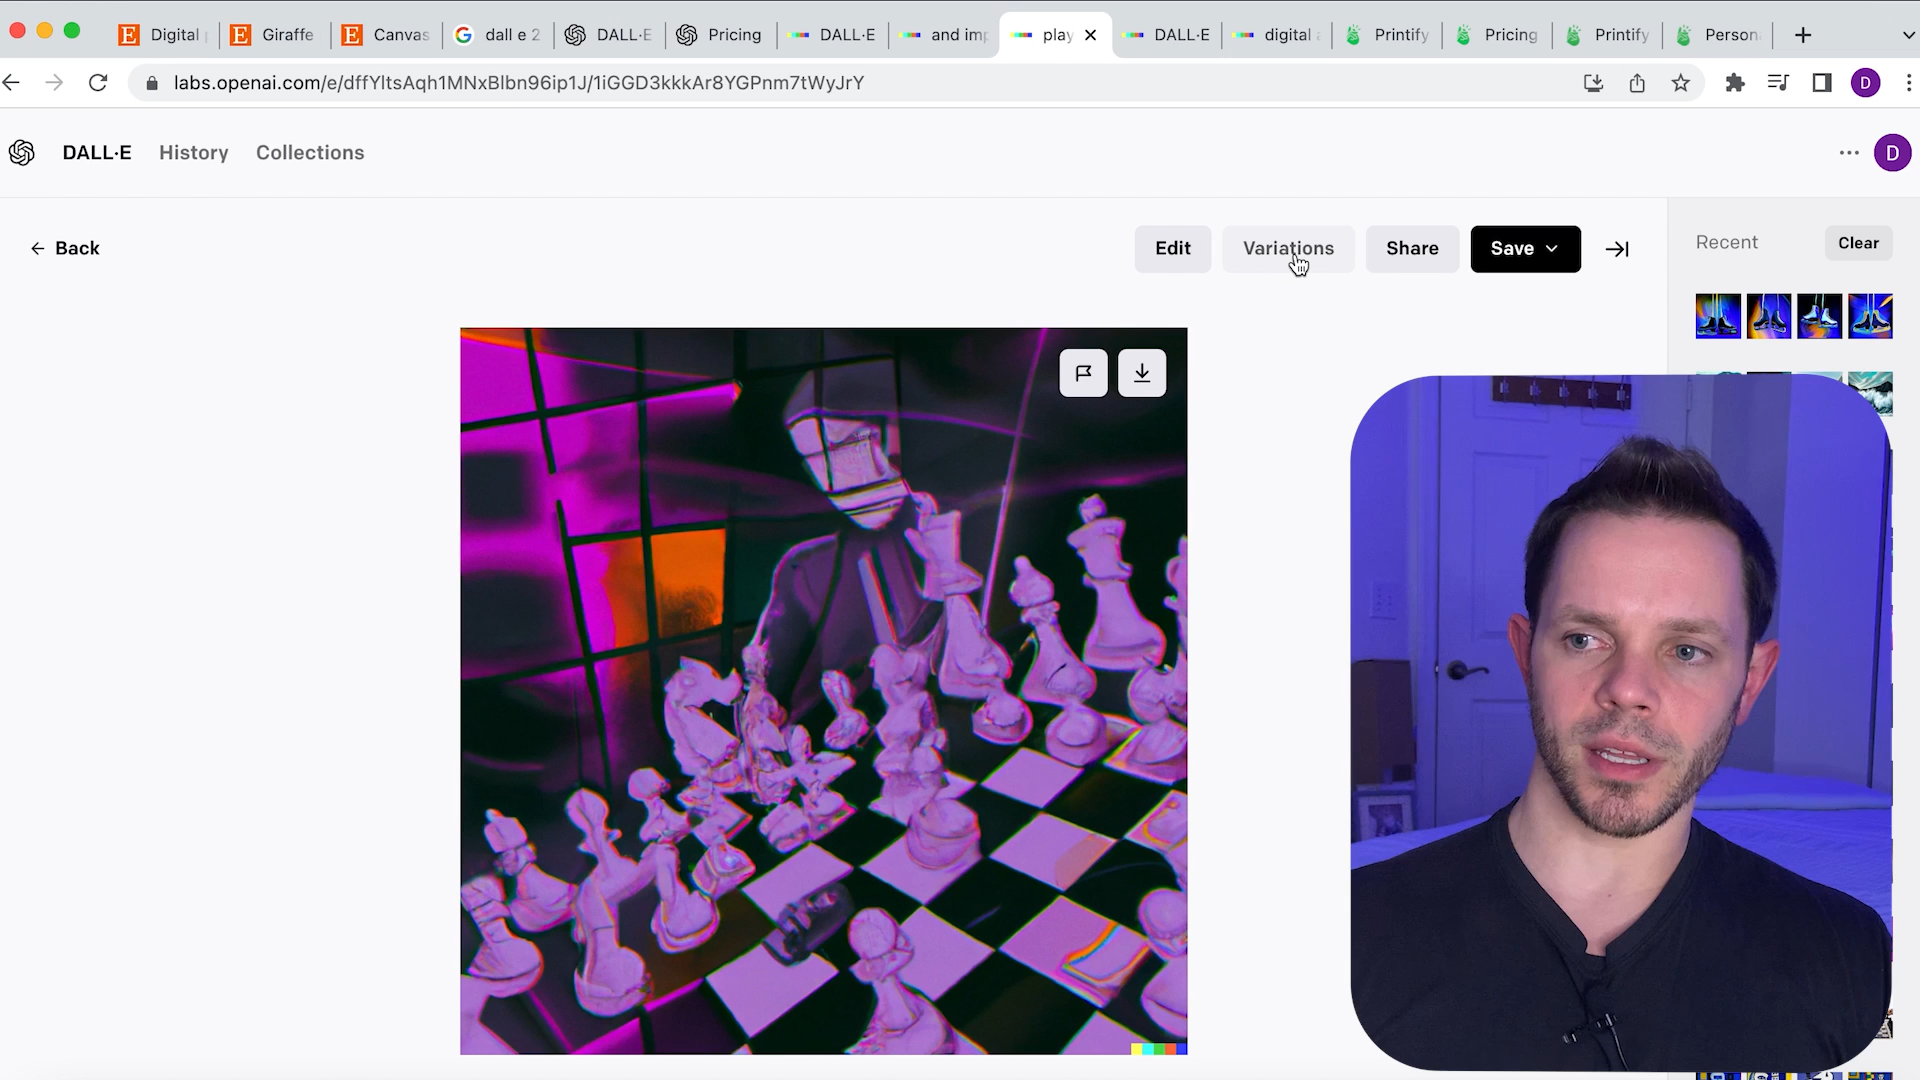 Digital
Giraffe
Canvas
dall e 2
DALL·E
Pricing
DALL·E
and imp
play
DALL·E
digital a
Printify
Pricing
Printify
Person
labs.openai.com/e/dffYltsAqh1MNxBlbn96ip1J/1iGGD3kkkAr8YGPnm7tWyJrY
D
DALL·E
History
Collections
D
Back
Edit
Variations
Share
Save
Recent
Clear